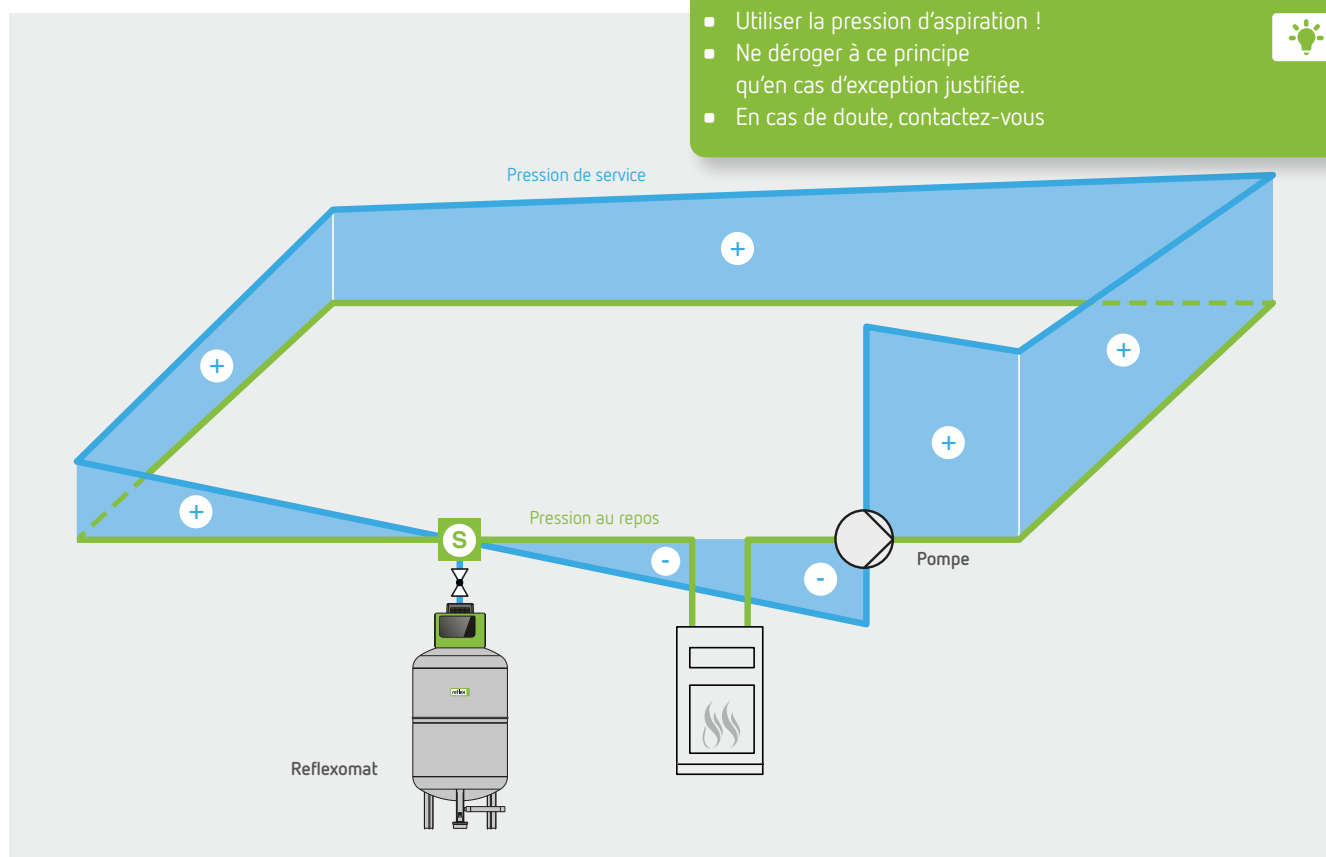 Utiliser la pression d'aspiration !
Ne déroger à ce principe
qu'en cas d'exception justifiée.
En cas de doute, contactez-vous
Pression de service
+
+
+
+
+
Pression au repos
S
-
-
Pompe
reflex
Reflexomat